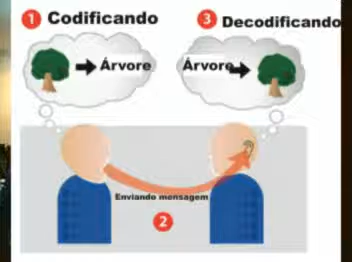 1 Codificando
3 Decodificando
Árvore
Árvore
Enviando mensagem
2